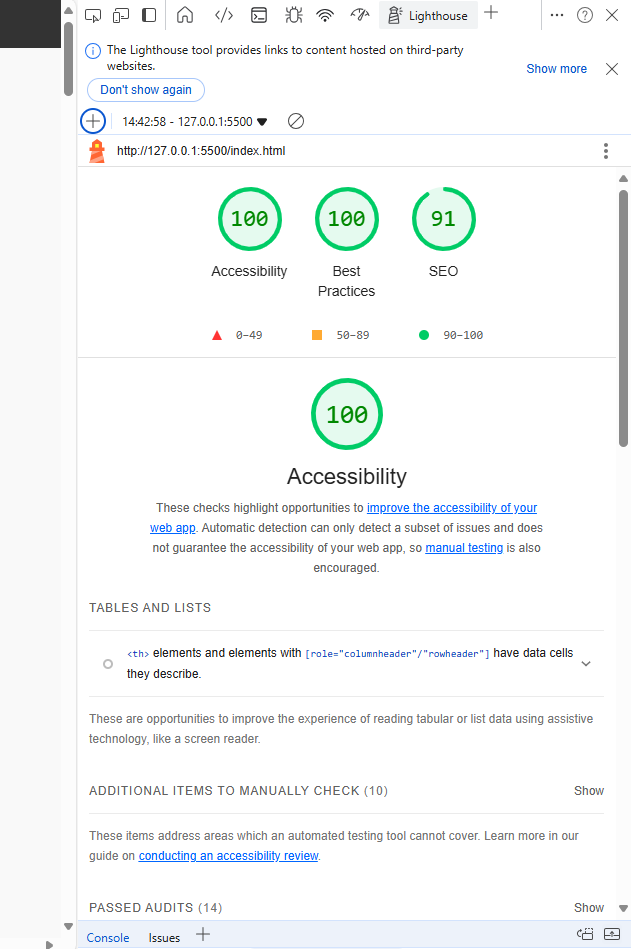 Lighthouse
The Lighthouse tool provides links to content hosted on third-party
websites.
Show more
Don't show again
14:42:58 - 127.0.0.1:5500
http://127.0.0.1:5500/index.html
100
100
91
Accessibility
Best
Practices
SEO
0–49
50–89
90–100
100
Accessibility
These checks highlight opportunities to improve the accessibility of your
web app. Automatic detection can only detect a subset of issues and does
not guarantee the accessibility of your web app, so manual testing is also
encouraged.
TABLES AND LISTS
<th> elements and elements with [role="columnheader"/"rowheader"] have data cells
they describe.
These are opportunities to improve the experience of reading tabular or list data using assistive
technology, like a screen reader.
ADDITIONAL ITEMS TO MANUALLY CHECK (10)
Show
These items address areas which an automated testing tool cannot cover. Learn more in our
guide on conducting an accessibility review.
PASSED AUDITS (14)
Show
Console
Issues